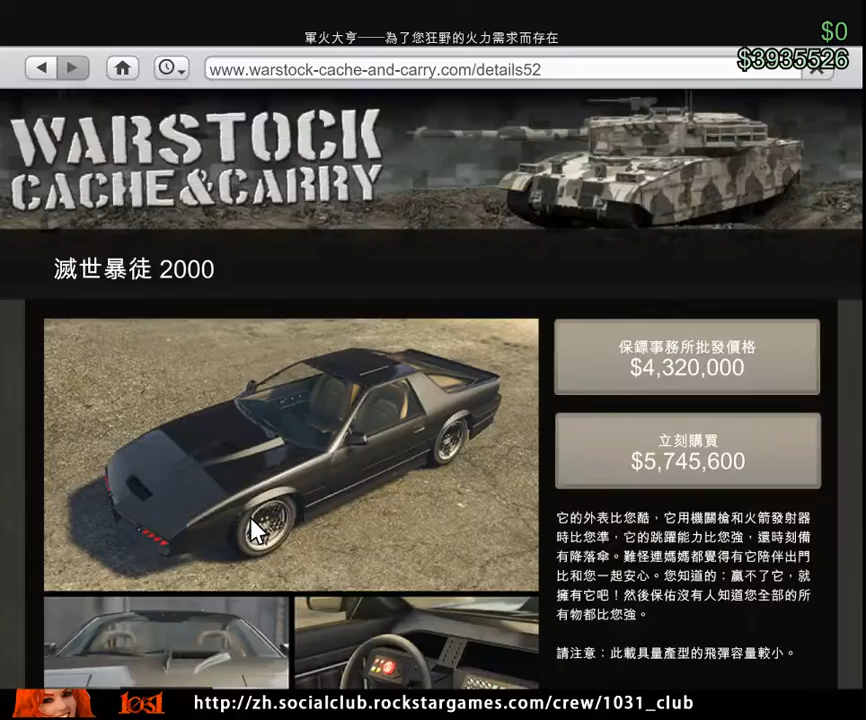 軍火大亨——為了您狂野的火力需求而存在
$0
$3935526
www.warstock-cache-and-carry.com/details52
WARSTOCK
CACHE&CARRY
滅世暴徒 2000
保鏢事務所批發價格
$4,320,000
立刻購買
$5,745,600
它的外表比您酷，它用機關槍和火箭發射器
時比您準，它的跳躍能力比您強，還時刻備
有降落傘。難怪連媽媽都覺得有它陪伴出門
比和您一起安心。您知道的：贏不了它，就
擁有它吧！然後保佑沒有人知道您全部的所
有物都比您強。
請注意：此載具量產型的飛彈容量較小。
1031
http://zh.socialclub.rockstargames.com/crew/1031_club